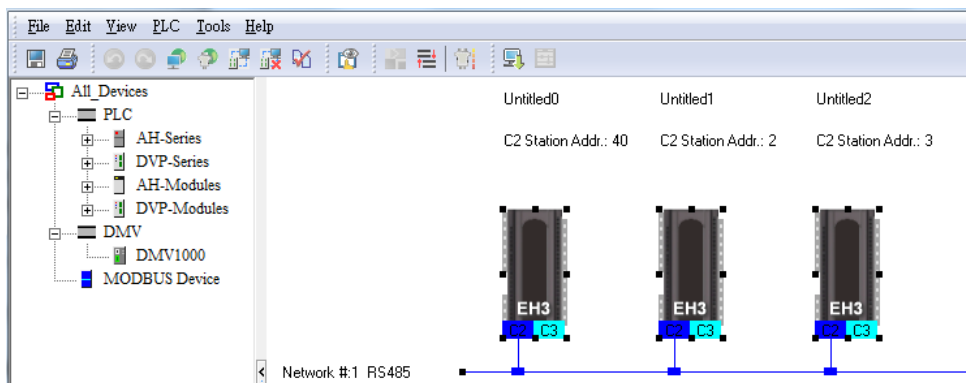 File Edit View PLC Tools Help
All_Devices
PLC
AH-Series
DVP-Series
AH-Modules
DVP-Modules
DMV
DMV1000
MODBUS Device
Untitled0 Untitled1 Untitled2
C2 Station Addr.: 40 C2 Station Addr.: 2 C2 Station Addr.: 3
EH3 EH3 EH3
C2 C3 C2 C3 C2 C3
Network #:1 RS485